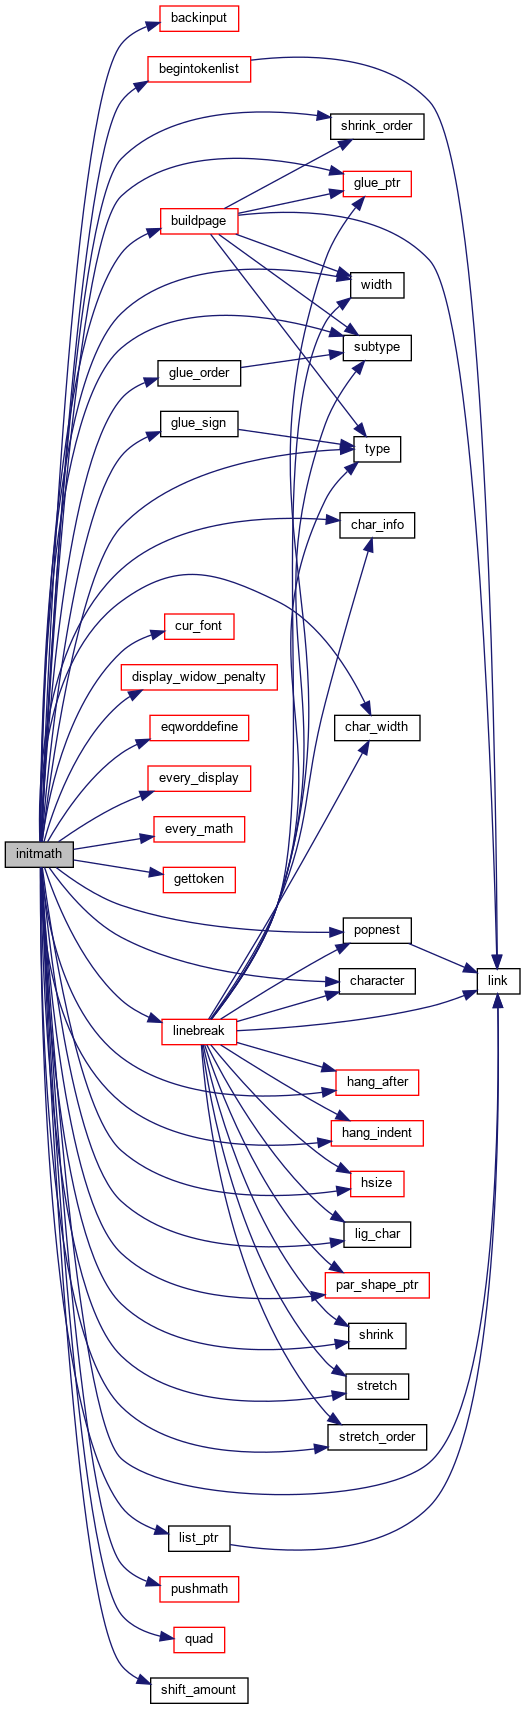 backinput
begintokenlist
shrink_order
glue_ptr
buildpage
width
subtype
glue_order
glue_sign
type
char_info
cur_font
display_widow_penalty
char_width
eqworddefine
every_display
every_math
initmath
gettoken
popnest
character
link
linebreak
hang_after
hang_indent
hsize
lig_char
par_shape_ptr
shrink
stretch
stretch_order
list_ptr
pushmath
quad
shift_amount